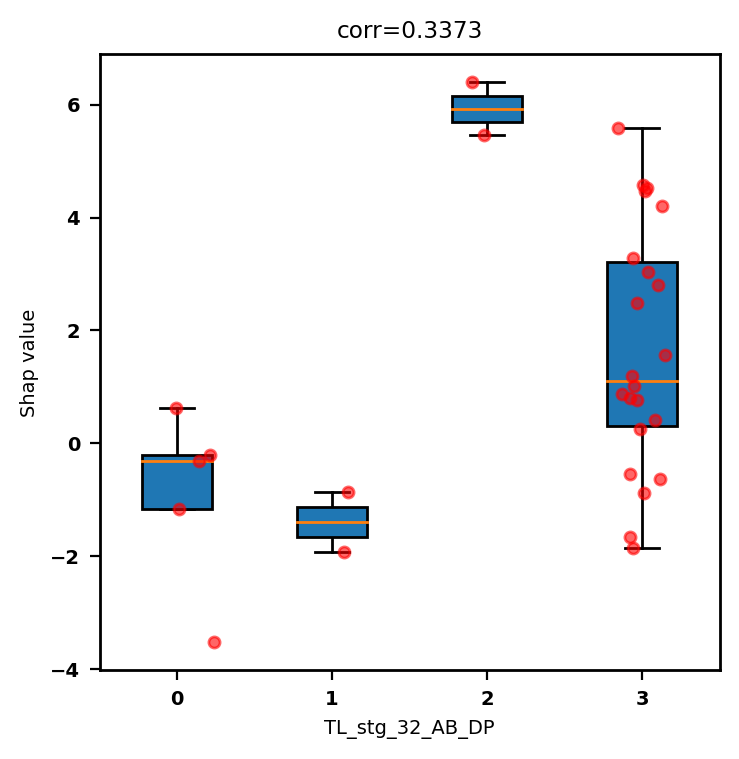 corr=0.3373
Shap value
6
4
2
0
−2
−4
0 1 2 3
TL_stg_32_AB_DP